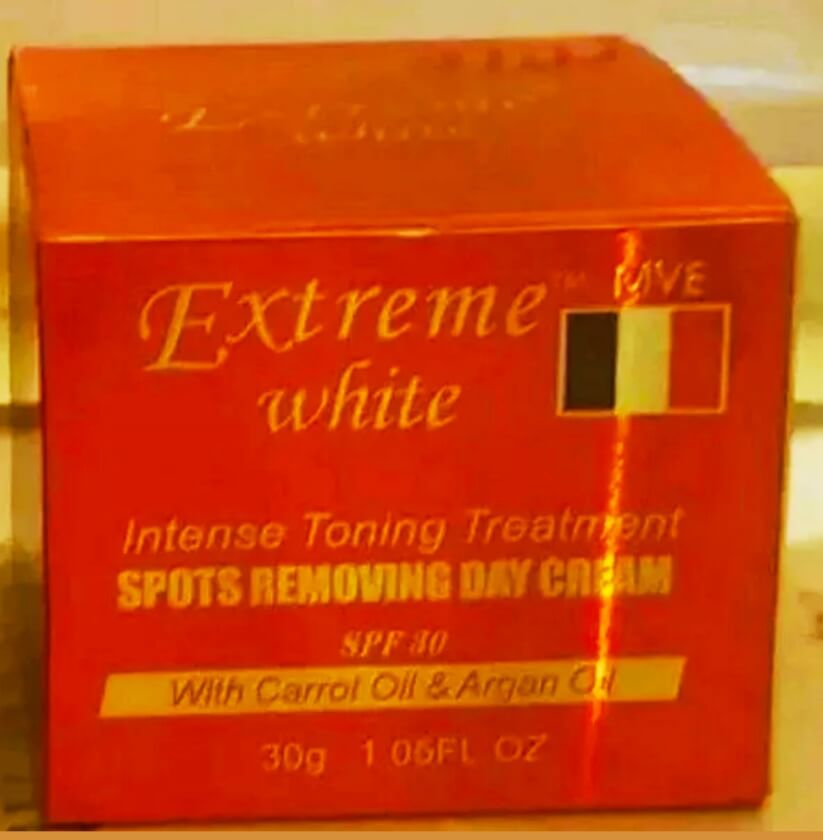 Extreme™ MVE
white
Intense Toning Treatment
SPOTS REMOVING DAY CREAM
SPF 30
With Carrot Oil & Argan Oil
30g 1 05FL OZ